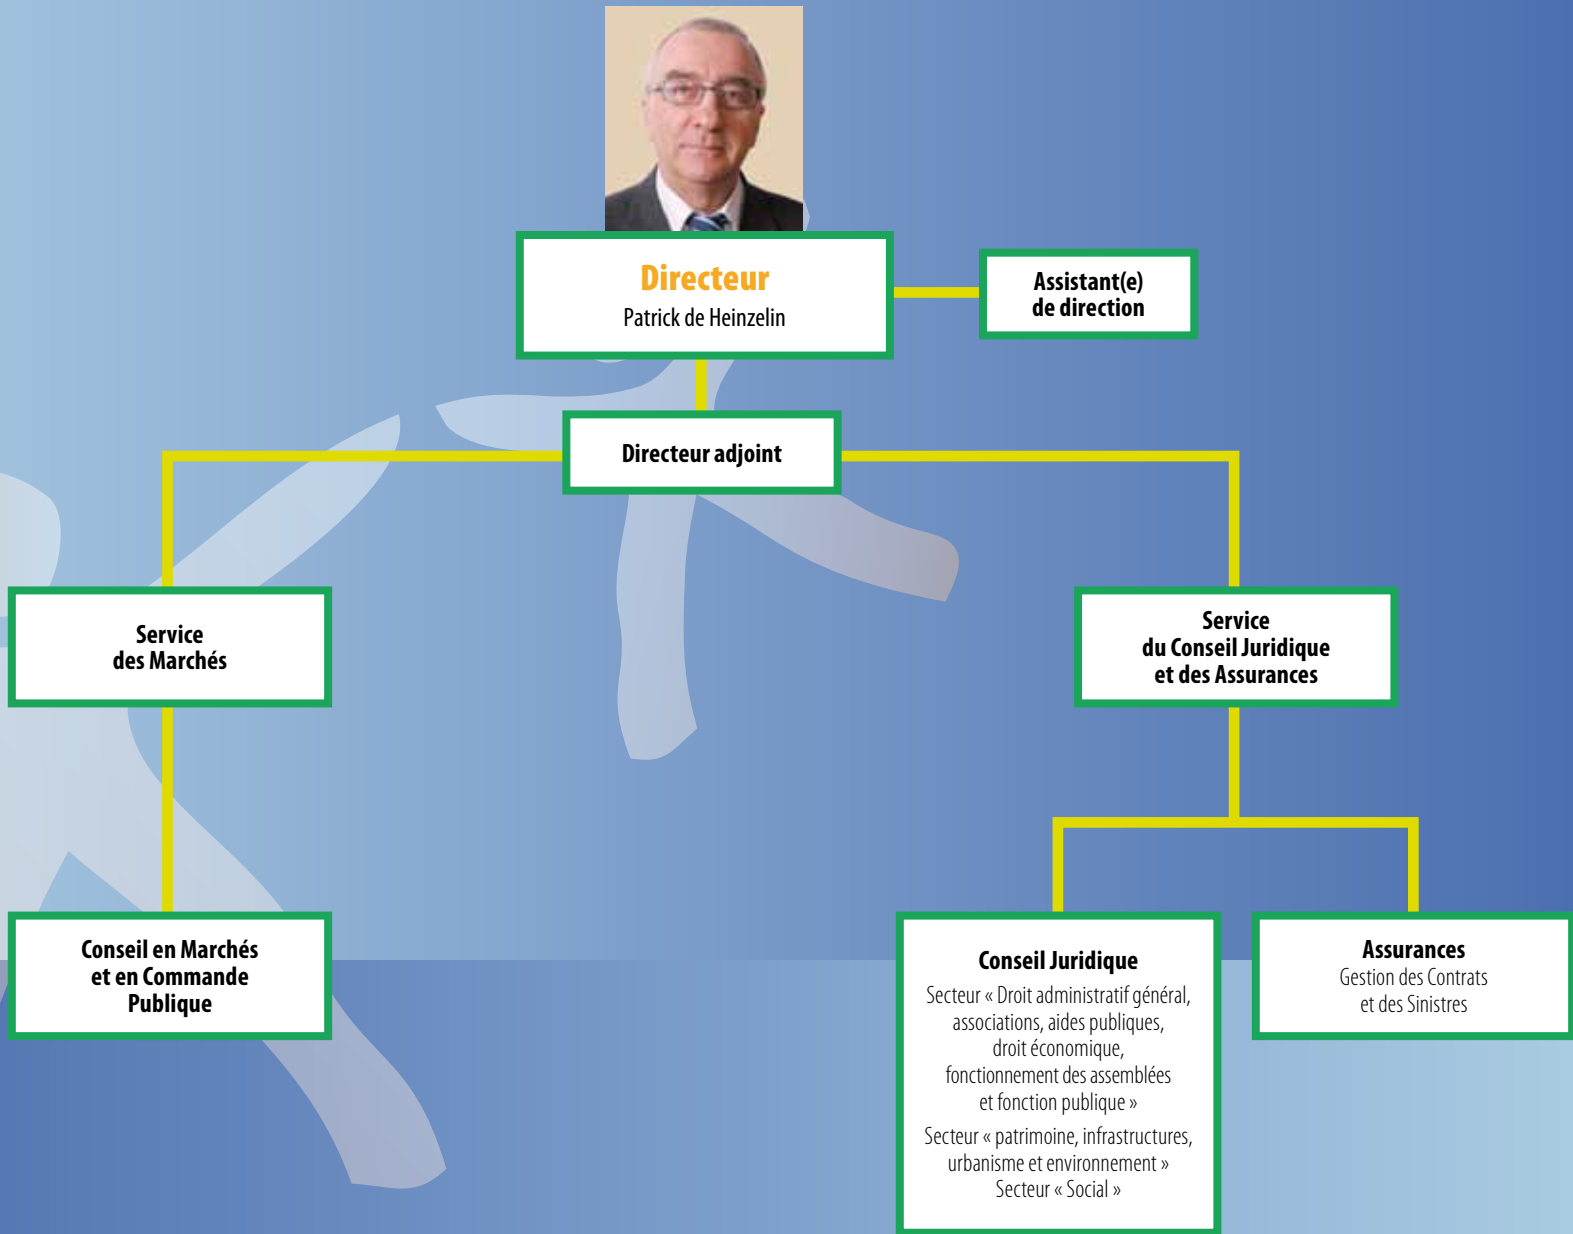 Directeur
Patrick de Heinzelin
Assistant(e)
de direction
Directeur adjoint
Service
des Marchés
Service
du Conseil Juridique
et des Assurances
Conseil en Marchés
et en Commande
Publique
Conseil Juridique
Secteur « Droit administratif général,
associations, aides publiques,
droit économique,
fonctionnement des assemblées
et fonction publique »
Secteur « patrimoine, infrastructures,
urbanisme et environnement »
Secteur « Social »
Assurances
Gestion des Contrats
et des Sinistres